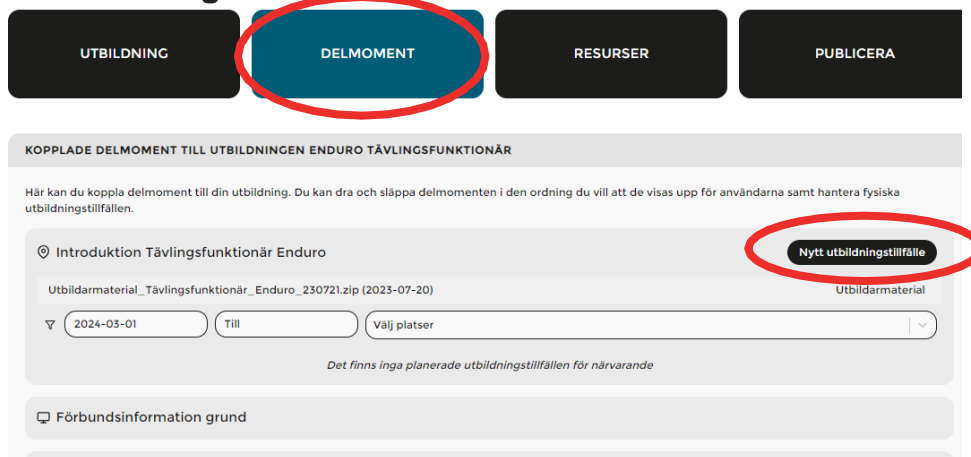 UTBILDNING DELMOMENT RESURSER PUBLICERA
KOPPLADE DELMOMENT TILL UTBILDNINGEN ENDURO TÄVLINGSFUNKTIONÄR
Här kan du koppla delmoment till din utbildning. Du kan dra och släppa delmomenten i den ordning du vill att de visas upp för användarna samt hantera fysiska
utbildningstillfällen.
Introduktion Tävlingsfunktionär Enduro Nytt utbildningstillfälle
Utbildarmaterial_Tävlingsfunktionär_Enduro_230721.zip (2023-07-20) Utbildarmaterial
2024-03-01 Till Välj platser
Det finns inga planerade utbildningstillfällen för närvarande
Förbundsinformation grund